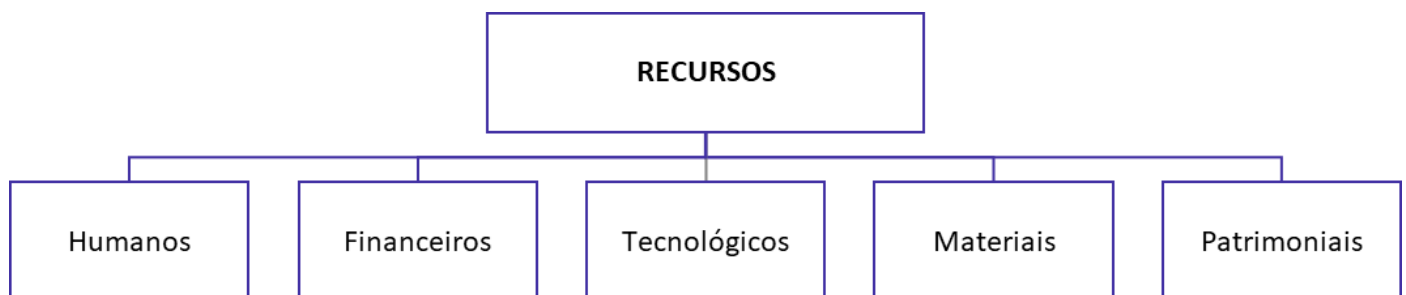 RECURSOS
Humanos
Financeiros
Tecnológicos
Materiais
Patrimoniais